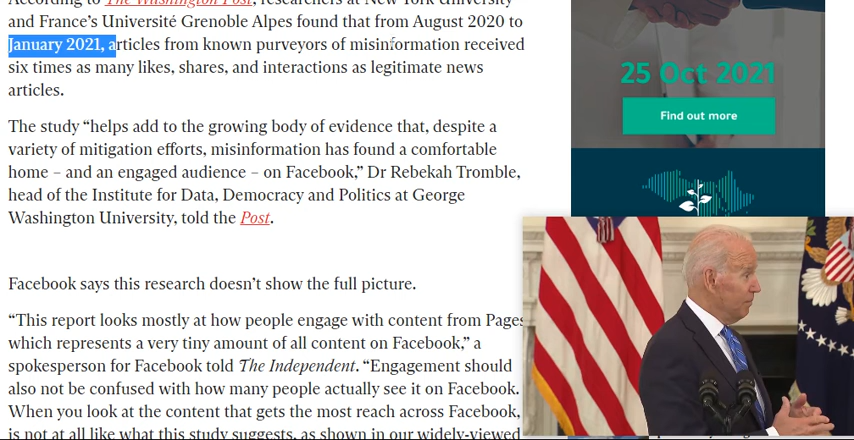 According to The Washington Post, researchers at New York University
and France’s Université Grenoble Alpes found that from August 2020 to
January 2021, articles from known purveyors of misinformation received
six times as many likes, shares, and interactions as legitimate news
articles.
The study “helps add to the growing body of evidence that, despite a
variety of mitigation efforts, misinformation has found a comfortable
home – and an engaged audience – on Facebook,” Dr Rebekah Tromble,
head of the Institute for Data, Democracy and Politics at George
Washington University, told the Post.
Facebook says this research doesn’t show the full picture.
“This report looks mostly at how people engage with content from Pages
which represents a very tiny amount of all content on Facebook,” a
spokesperson for Facebook told The Independent. “Engagement should
also not be confused with how many people actually see it on Facebook.
When you look at the content that gets the most reach across Facebook,
is not at all like what this study suggests, as shown in our widely-viewed
25 Oct 2021
Find out more